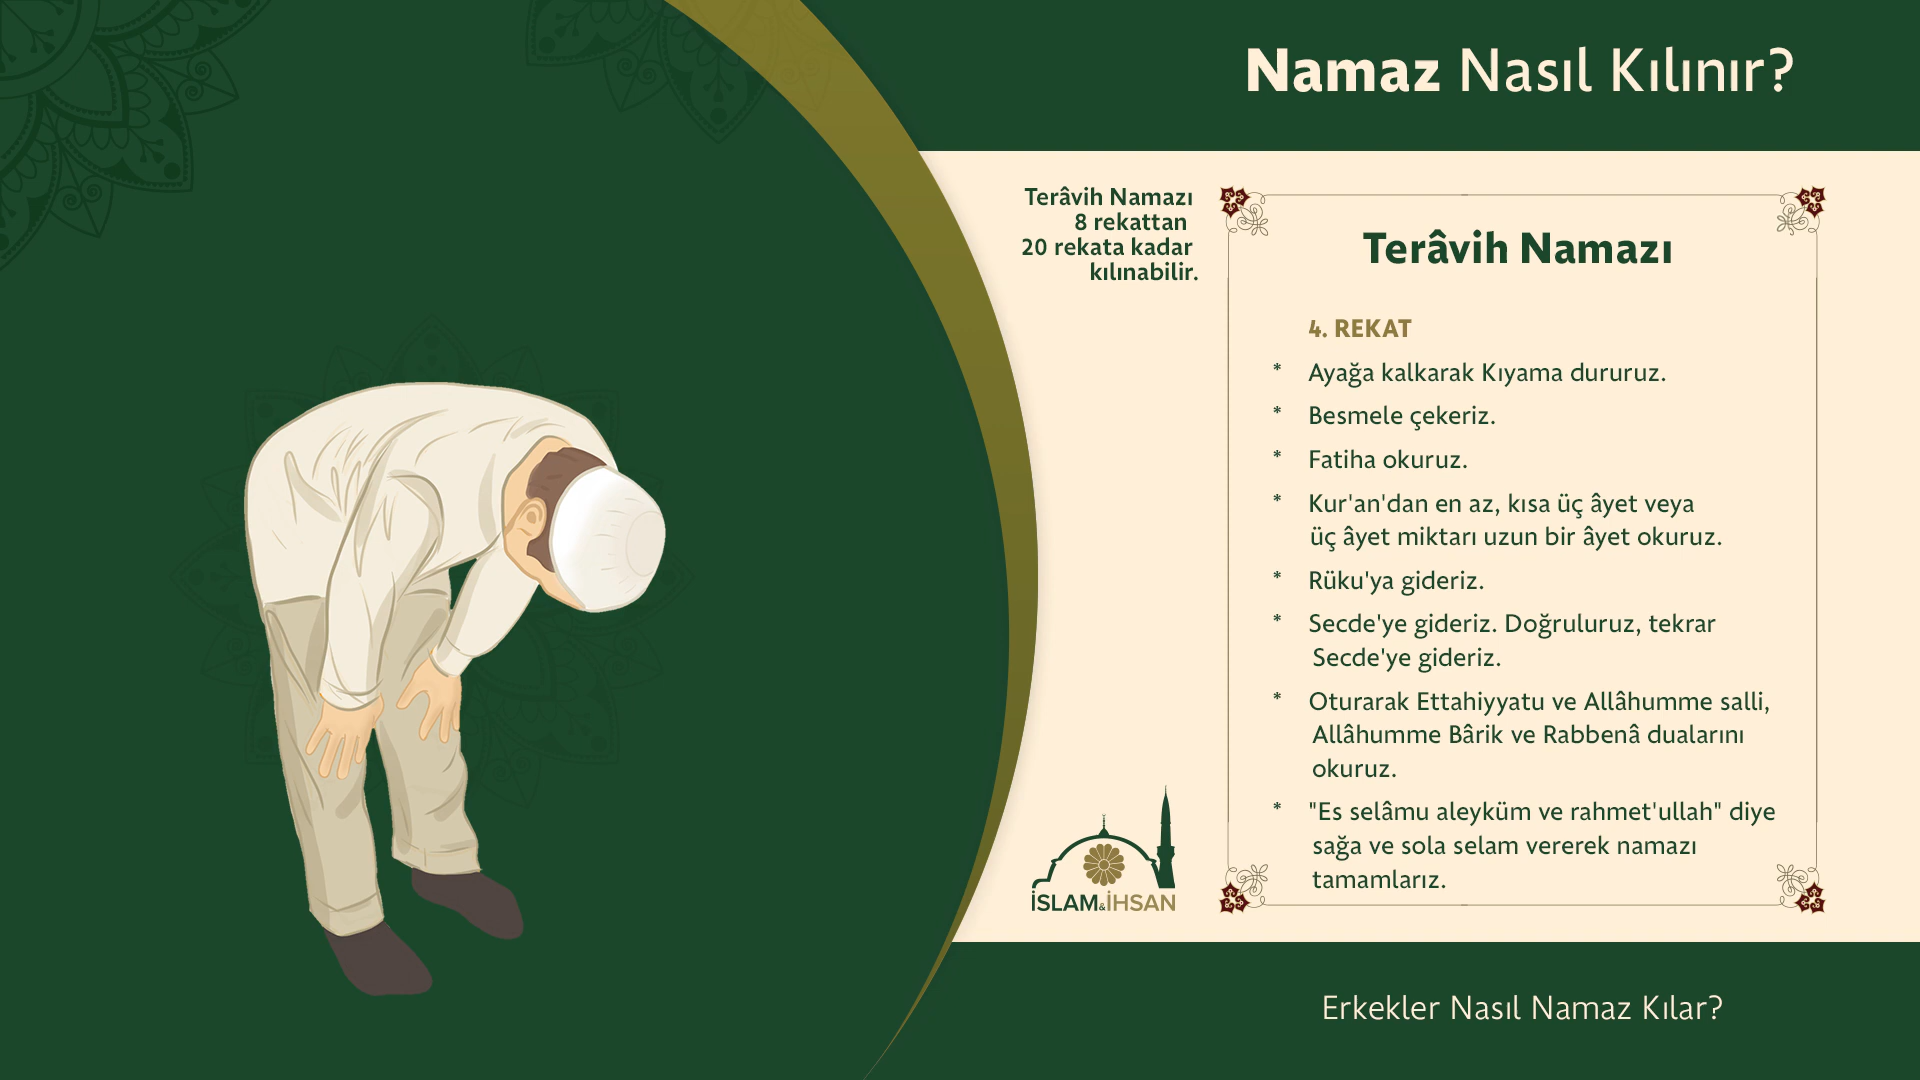 Namaz Nasıl Kılınır?
Terâvih Namazı
8 rekattan
20 rekata kadar
kılınabilir.
Terâvih Namazı
4. REKAT
* Ayağa kalkarak Kıyama dururuz.
* Besmele çekeriz.
* Fatiha okuruz.
* Kur'an'dan en az, kısa üç âyet veya
üç âyet miktarı uzun bir âyet okuruz.
* Rüku'ya gideriz.
* Secde'ye gideriz. Doğruluruz, tekrar
Secde'ye gideriz.
* Oturarak Ettahiyyatu ve Allâhumme salli,
Allâhumme Bârik ve Rabbenâ dualarını
okuruz.
* "Es selâmu aleyküm ve rahmet'ullah" diye
sağa ve sola selam vererek namazı
tamamlarız.
İSLAM&İHSAN
Erkekler Nasıl Namaz Kılar?